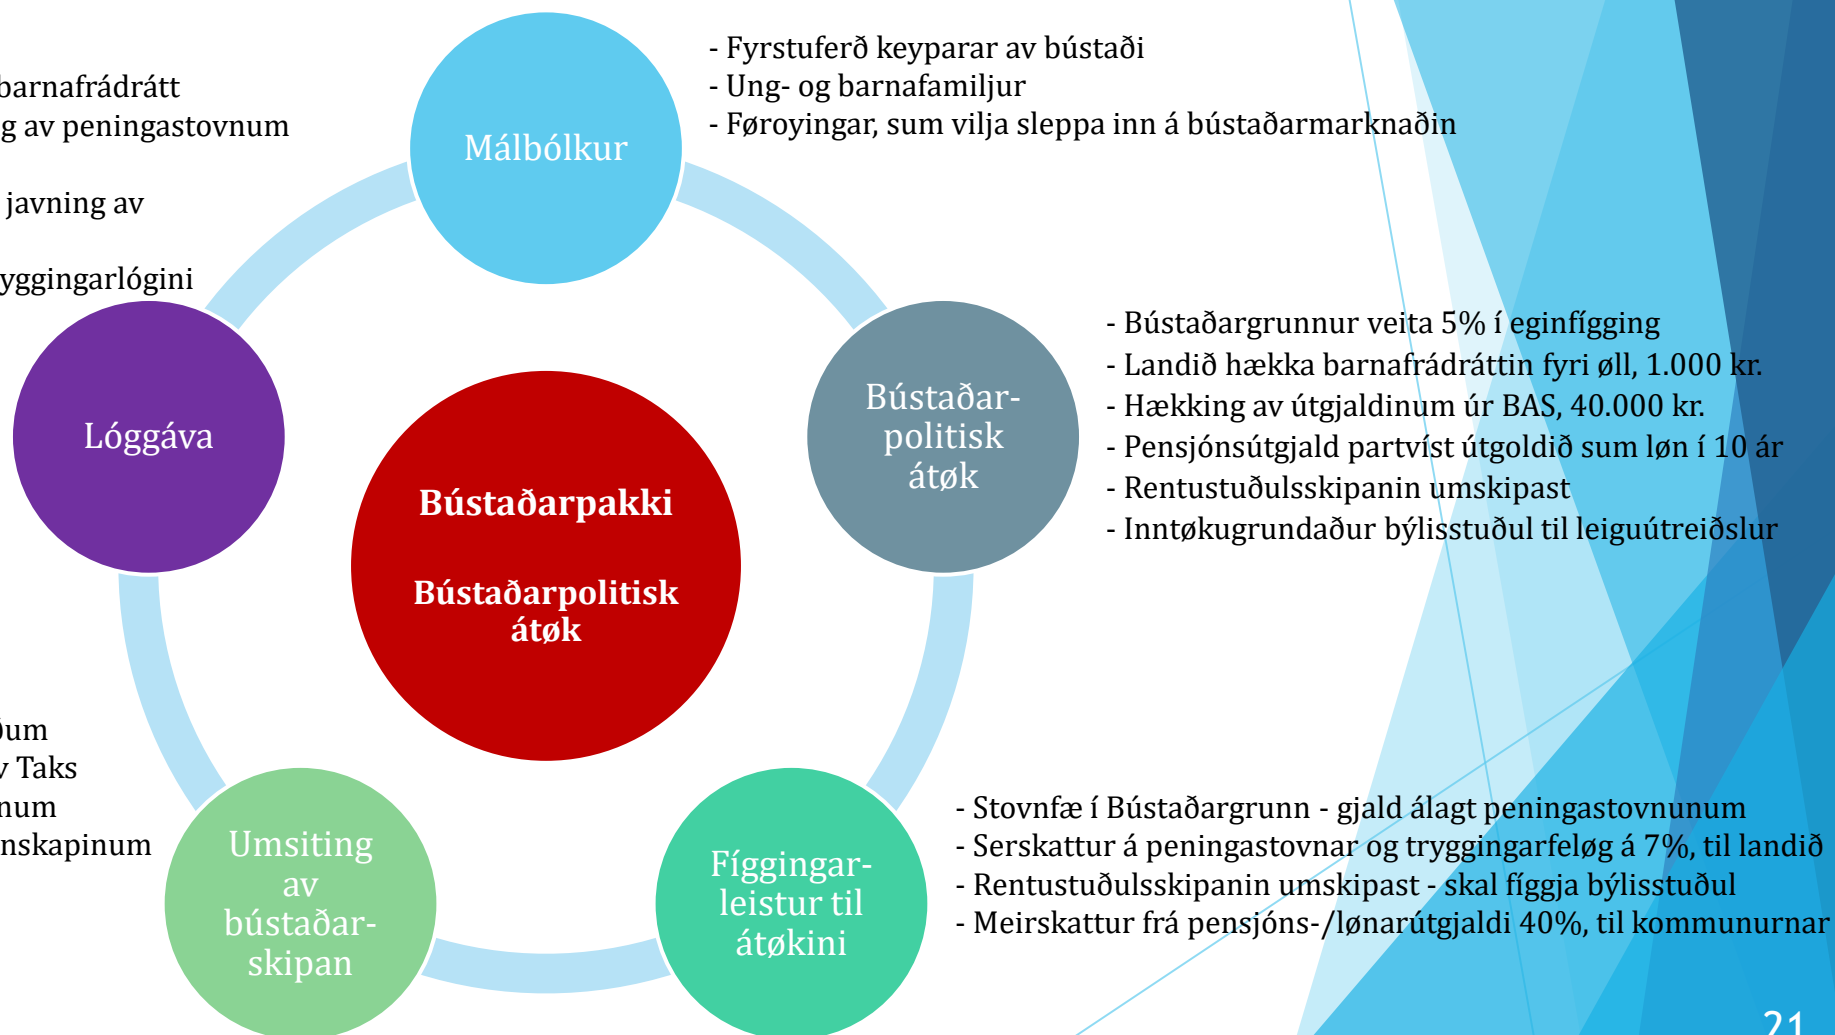 Málbólkur
- Fyrstuferð keyparar av bústaði
- Ung- og barnafamiljur
- Føroyingar, sum vilja sleppa inn á bústaðarmarknaðin
Bústaðar-
politisk
átøk
- Bústaðargrunnur veita 5% í eginfígging
- Landið hækka barnafrádráttin fyri øll, 1.000 kr.
- Hækking av útgjaldinum úr BAS, 40.000 kr.
- Pensjónsútgjald partvíst útgoldið sum løn í 10 ár
- Rentustuðulsskipanin umskipast
- Inntøkugrundaður býlisstuðul til leiguútreiðslur
Fíggingar-
leistur til
átøkini
- Stovnfæ í Bústaðargrunn - gjald álagt peningastovnunum
- Serskattur á peningastovnar og tryggingarfeløg á 7%, til landið
- Rentustuðulsskipanin umskipast - skal fíggja býlisstuðul
- Meirskattur frá pensjóns-/lønarútgjaldi 40%, til kommunurnar
Umsiting
av
bústaðar-
skipan
Taks
Lóggáva
barnafrádrátt
av peningastovnum
javning av
Bústaðarpakki
Bústaðarpolitisk
átøk
21